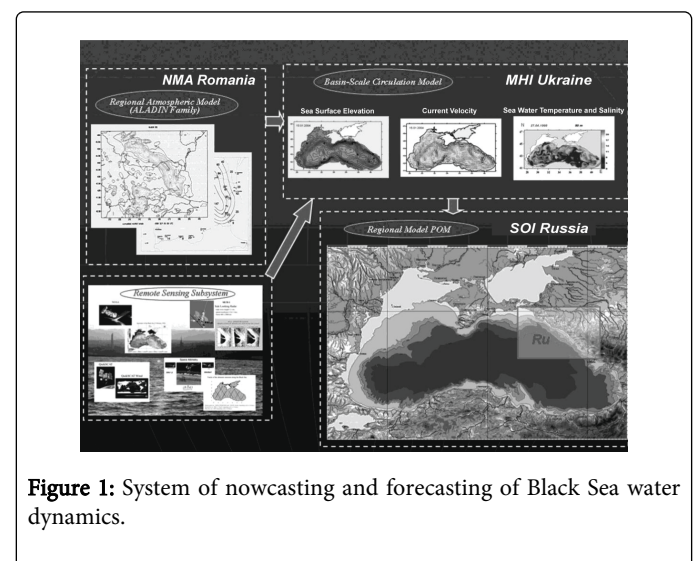 NMA Romania
Regional Atmospheric Model
(ALADIN Family)
Basin-Scale Circulation Model
MHI Ukraine
Sea Surface Elevation
Current Velocity
Sea Water Temperature and Salinity
Regional Model POM
SOI Russia
Ru
Remote Sensing Subsystem
Figure 1: System of nowcasting and forecasting of Black Sea water
dynamics.